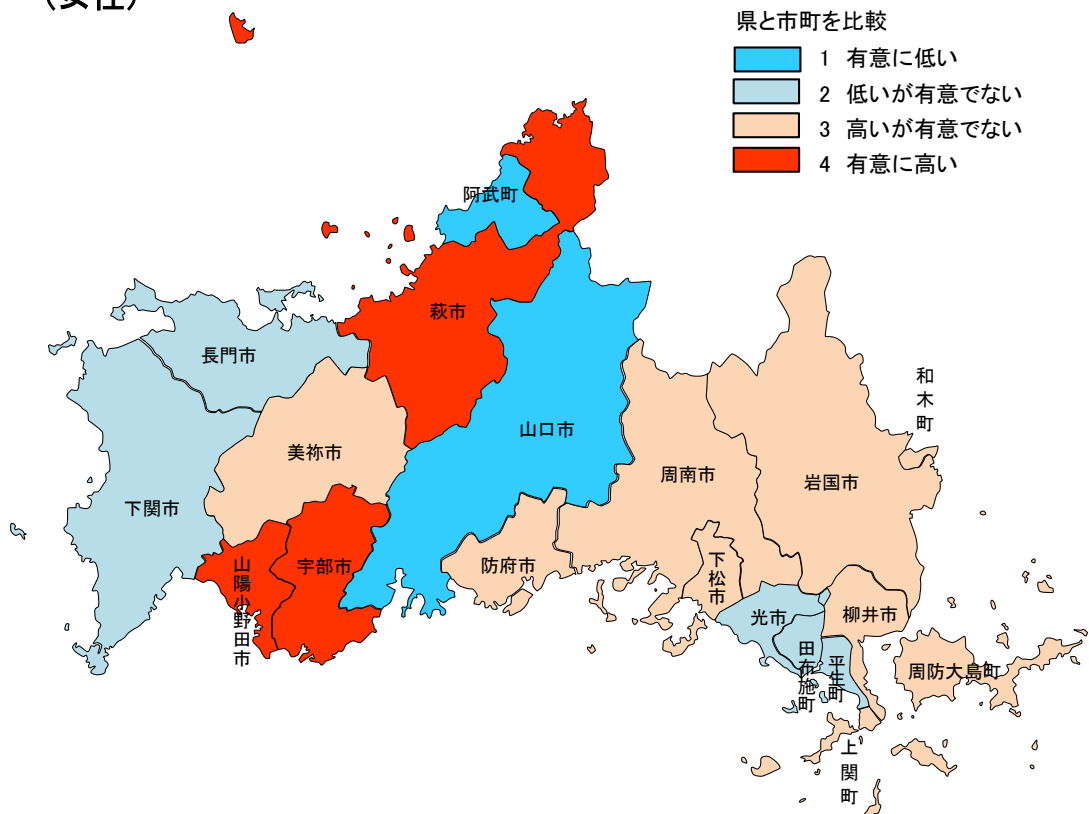 （女性）
県と市町を比較
1 有意に低い
2 低いが有意でない
3 高いが有意でない
4 有意に高い
阿武町
萩市
長門市
和木町
山口市
美祢市
周南市
岩国市
下関市
宇部市
山陽小野田市
防府市
下松市
光市
柳井市
田布施町
平生町
周防大島町
上関町